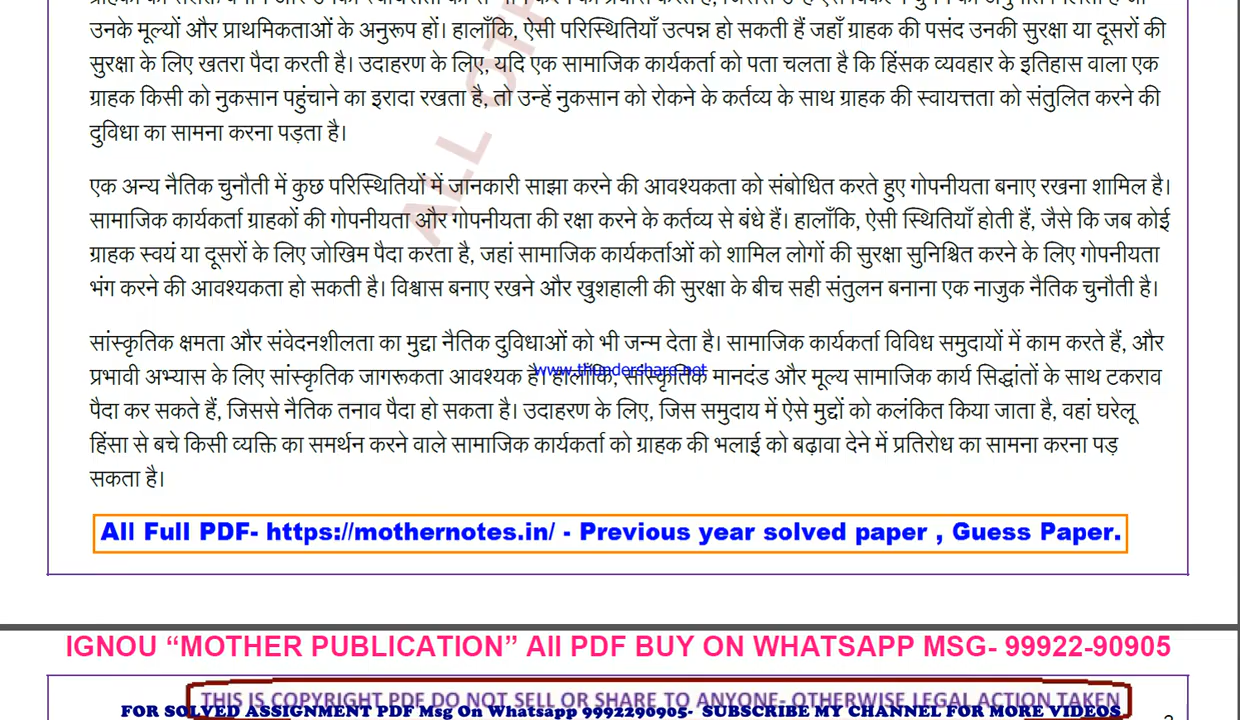 उनके मूल्यों और प्राथमिकताओं के अनुरूप हों। हालाँकि, ऐसी परिस्थितियाँ उत्पन्न हो सकती हैं जहाँ ग्राहक की पसंद उनकी सुरक्षा या दूसरों की
सुरक्षा के लिए खतरा पैदा करती है। उदाहरण के लिए, यदि एक सामाजिक कार्यकर्ता को पता चलता है कि हिंसक व्यवहार के इतिहास वाला एक
ग्राहक किसी को नुकसान पहुंचाने का इरादा रखता है, तो उन्हें नुकसान को रोकने के कर्तव्य के साथ ग्राहक की स्वायत्तता को संतुलित करने की
दुविधा का सामना करना पड़ता है।
एक अन्य नैतिक चुनौती में कुछ परिस्थितियों में जानकारी साझा करने की आवश्यकता को संबोधित करते हुए गोपनीयता बनाए रखना शामिल है।
सामाजिक कार्यकर्ता ग्राहकों की गोपनीयता और गोपनीयता की रक्षा करने के कर्तव्य से बंधे हैं। हालाँकि, ऐसी स्थितियाँ होती हैं, जैसे कि जब कोई
ग्राहक स्वयं या दूसरों के लिए जोखिम पैदा करता है, जहां सामाजिक कार्यकर्ताओं को शामिल लोगों की सुरक्षा सुनिश्चित करने के लिए गोपनीयता
भंग करने की आवश्यकता हो सकती है। विश्वास बनाए रखने और खुशहाली की सुरक्षा के बीच सही संतुलन बनाना एक नाजुक नैतिक चुनौती है।
सांस्कृतिक क्षमता और संवेदनशीलता का मुद्दा नैतिक दुविधाओं को भी जन्म देता है। सामाजिक कार्यकर्ता विविध समुदायों में काम करते हैं, और
प्रभावी अभ्यास के लिए सांस्कृतिक जागरूकता आवश्यक है। हालाँकि, सांस्कृतिक मानदंड और मूल्य सामाजिक कार्य सिद्धांतों के साथ टकराव
www.thundershare.net
पैदा कर सकते हैं, जिससे नैतिक तनाव पैदा हो सकता है। उदाहरण के लिए, जिस समुदाय में ऐसे मुद्दों को कलंकित किया जाता है, वहां घरेलू
हिंसा से बचे किसी व्यक्ति का समर्थन करने वाले सामाजिक कार्यकर्ता को ग्राहक की भलाई को बढ़ावा देने में प्रतिरोध का सामना करना पड़
सकता है।
ALL OT
All Full PDF- https://mothernotes.in/ - Previous year solved paper , Guess Paper.
IGNOU “MOTHER PUBLICATION” All PDF BUY ON WHATSAPP MSG- 99922-90905
THIS IS COPYRIGHT PDF DO NOT SELL OR SHARE TO ANYONE- OTHERWISE LEGAL ACTION TAKEN
FOR SOLVED ASSIGNMENT PDF Msg On Whatsapp 9992290905- SUBSCRIBE MY CHANNEL FOR MORE VIDEOS